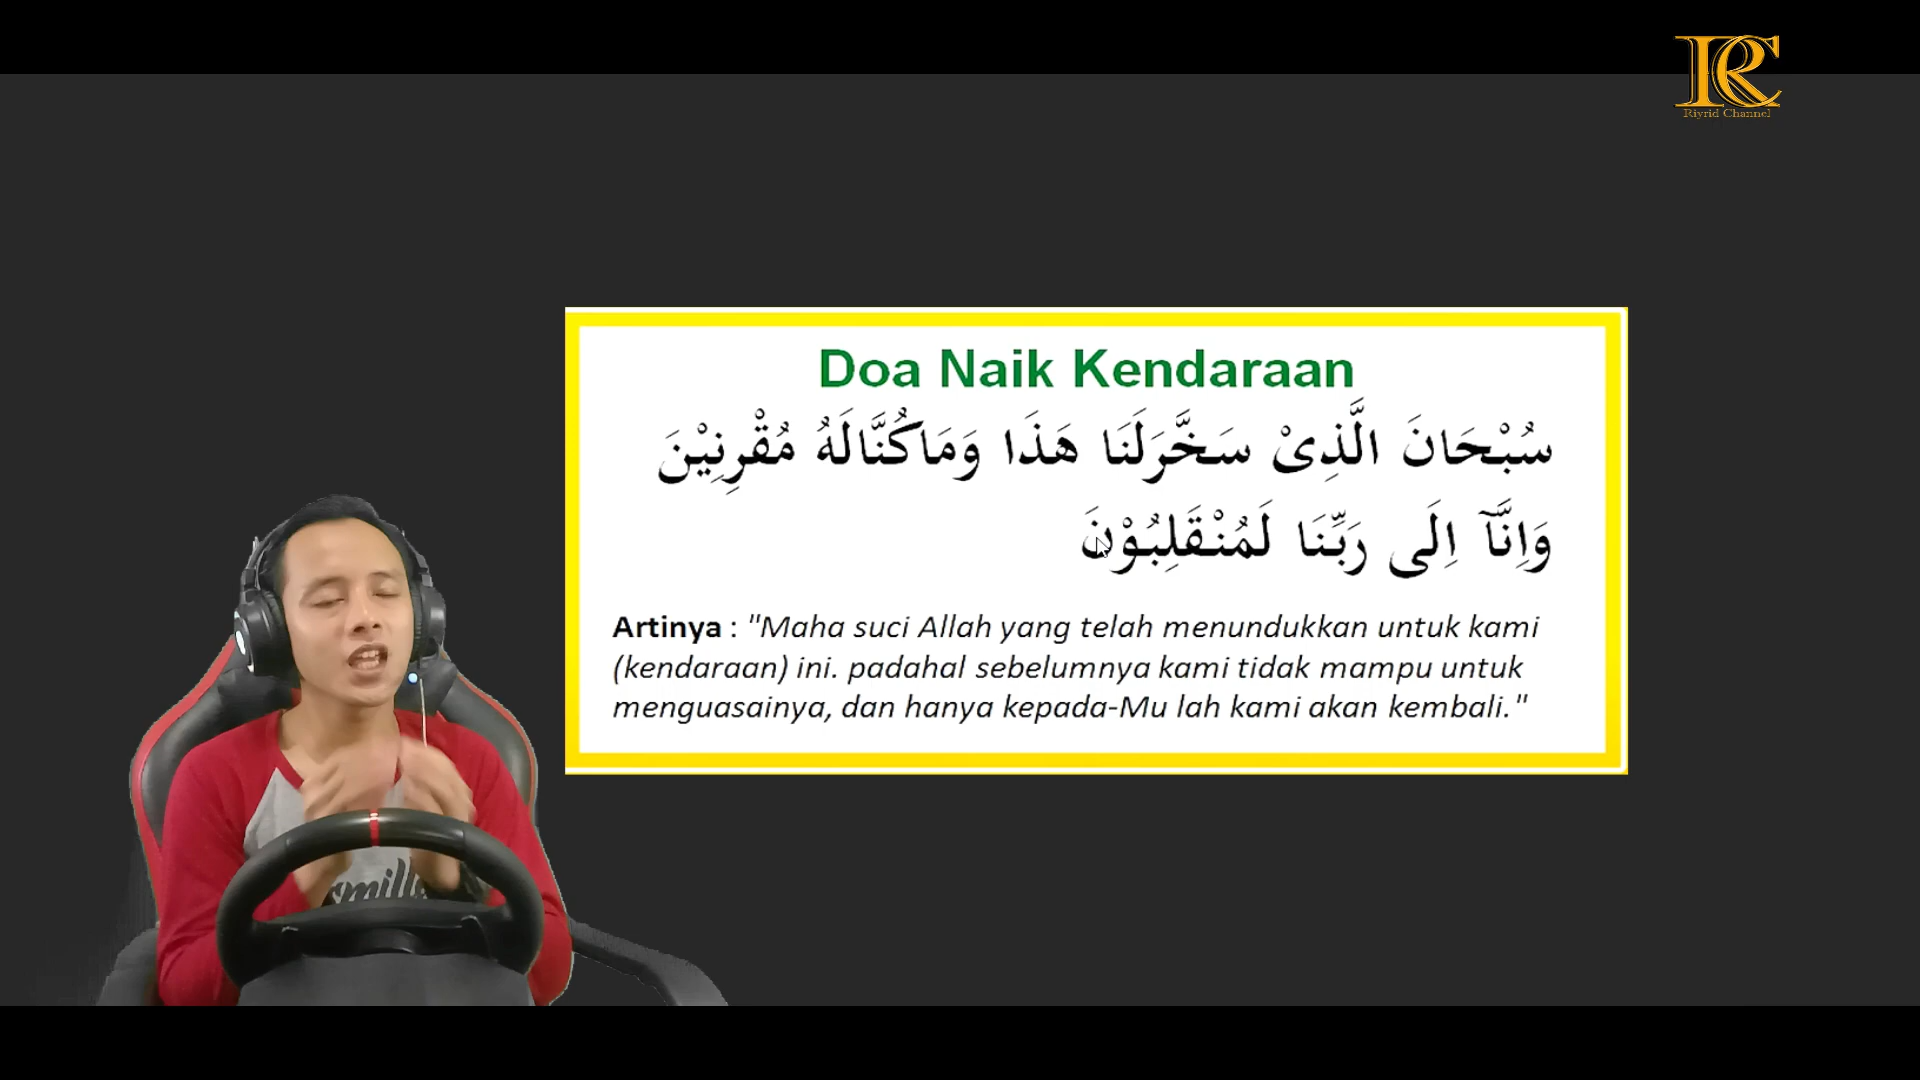 RC
Riyrid Channel
Doa Naik Kendaraan
سُبْحَانَ الَّذِىْ سَخَّرَلَنَا هَذَا وَمَاكُنَّالَهُ مُقْرِنِيْنَ
وَاِنَّآ اِلَى رَبِّنَا لَمُنْقَلِبُوْنَ
Artinya : "Maha suci Allah yang telah menundukkan untuk kami
(kendaraan) ini. padahal sebelumnya kami tidak mampu untuk
menguasainya, dan hanya kepada-Mu lah kami akan kembali."